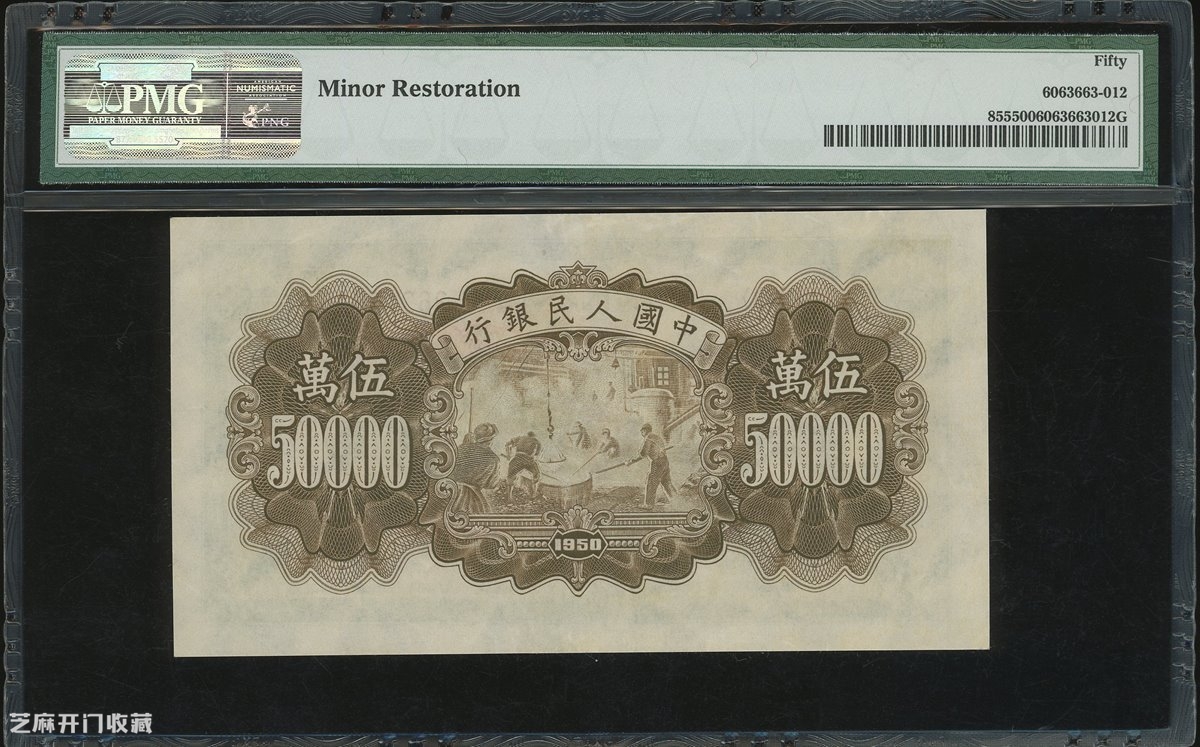 PMG
PAPER MONEY GUARANTY
NUMISMATIC
PNG
Minor Restoration
Fifty
6063663-012
8555006063663012G
行銀民人國中
萬伍
50000
萬伍
50000
1950
芝麻开门收藏